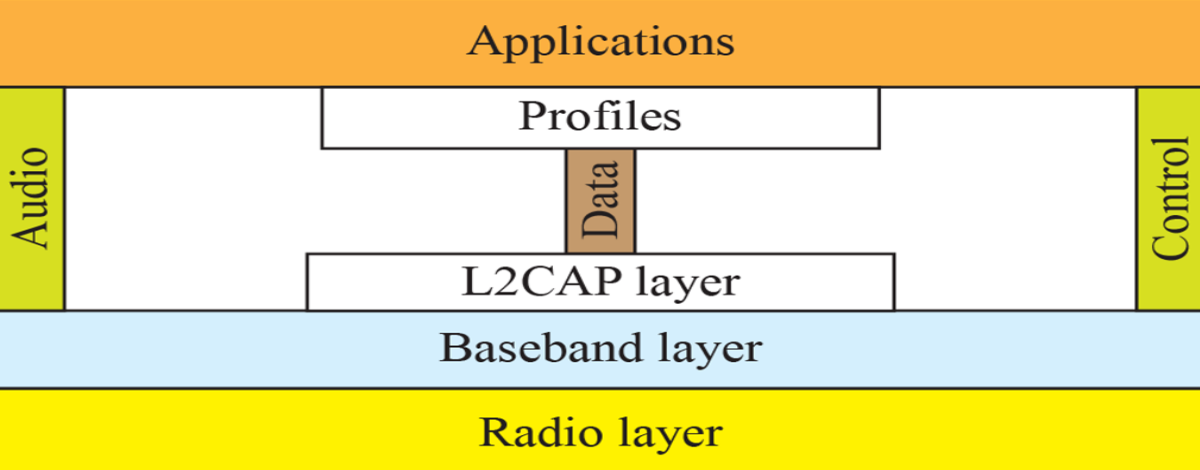 Applications
Profiles
Audio
Data
Control
L2CAP layer
Baseband layer
Radio layer